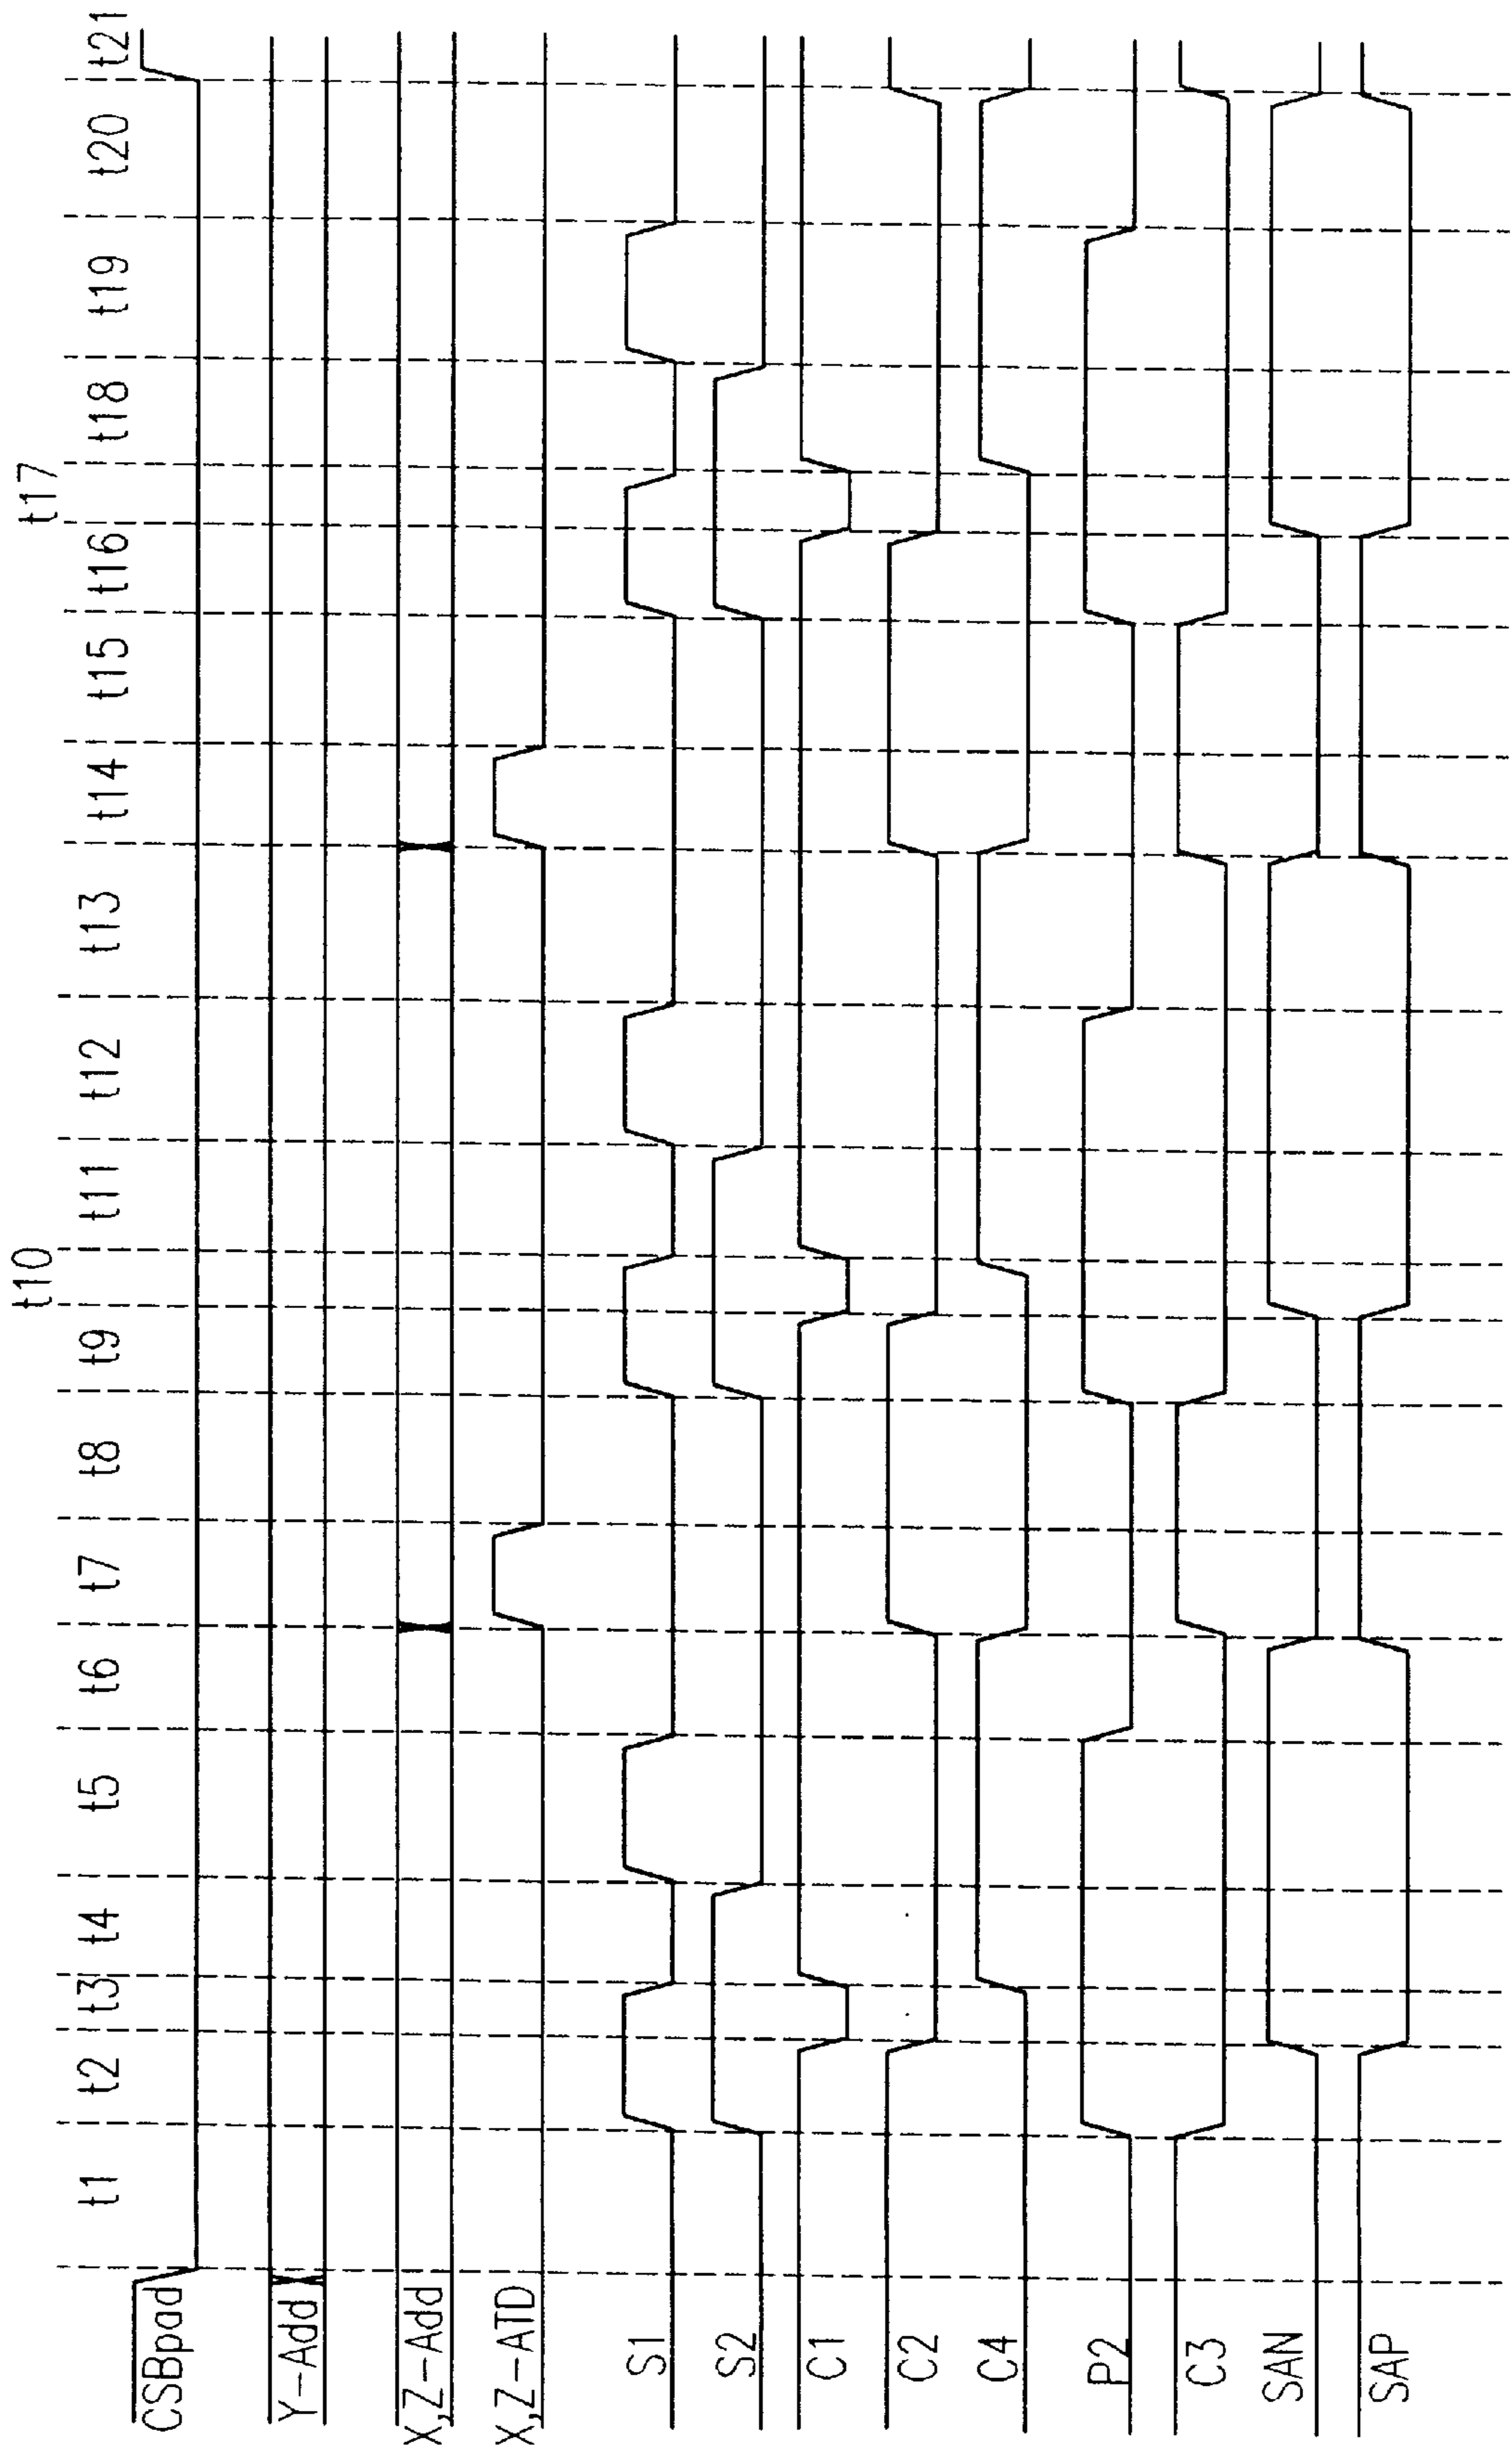 t1 t2 t3 t4 t5 t6 t7 t8 t9 t10 t11 t12 t13 t14 t15 t16 t17 t18 t19 t20 t21
CSBpad
Y-Add
X,Z-Add
X,Z-ATD
S1
S2
C1
C2
C4
P2
C3
SAN
SAP